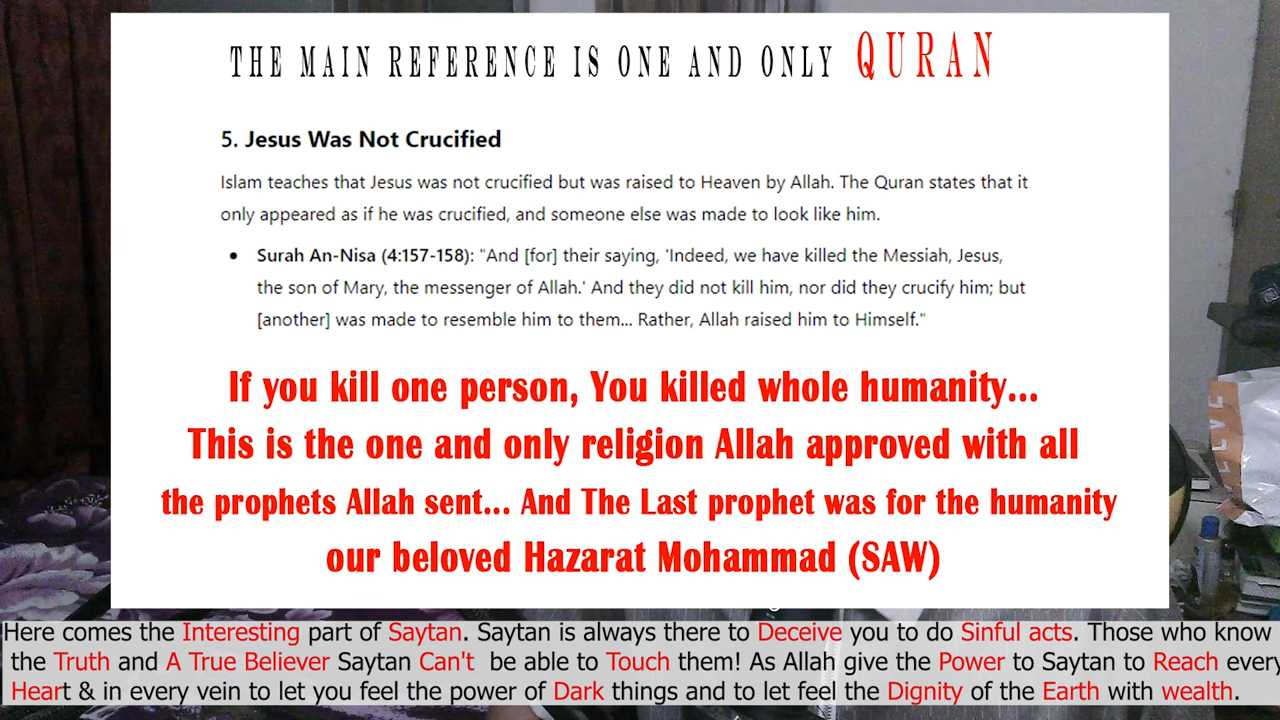 THE MAIN REFERENCE IS ONE AND ONLY QURAN
5. Jesus Was Not Crucified
Islam teaches that Jesus was not crucified but was raised to Heaven by Allah. The Quran states that it
only appeared as if he was crucified, and someone else was made to look like him.
• Surah An-Nisa (4:157-158): "And [for] their saying, 'Indeed, we have killed the Messiah, Jesus,
the son of Mary, the messenger of Allah.' And they did not kill him, nor did they crucify him; but
[another] was made to resemble him to them... Rather, Allah raised him to Himself."
If you kill one person, You killed whole humanity...
This is the one and only religion Allah approved with all
the prophets Allah sent... And The Last prophet was for the humanity
our beloved Hazarat Mohammad (SAW)
Here comes the Interesting part of Saytan. Saytan is always there to Deceive you to do Sinful acts. Those who know
the Truth and A True Believer Saytan Can't be able to Touch them! As Allah give the Power to Saytan to Reach every
Heart & in every vein to let you feel the power of Dark things and to let feel the Dignity of the Earth with wealth.